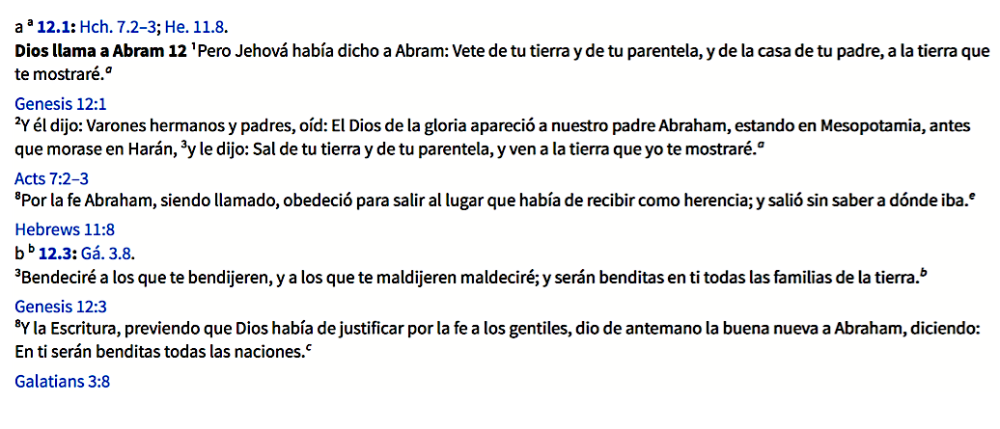 a ᵃ 12.1: Hch. 7.2–3; He. 11.8.
Dios llama a Abram 12 ¹Pero Jehová había dicho a Abram: Vete de tu tierra y de tu parentela, y de la casa de tu padre, a la tierra que
te mostraré.ᵃ
Genesis 12:1
²Y él dijo: Varones hermanos y padres, oíd: El Dios de la gloria apareció a nuestro padre Abraham, estando en Mesopotamia, antes
que morase en Harán, ³y le dijo: Sal de tu tierra y de tu parentela, y ven a la tierra que yo te mostraré.ᵃ
Acts 7:2–3
⁸Por la fe Abraham, siendo llamado, obedeció para salir al lugar que había de recibir como herencia; y salió sin saber a dónde iba.ᵉ
Hebrews 11:8
b ᵇ 12.3: Gá. 3.8.
³Bendeciré a los que te bendijeren, y a los que te maldijeren maldeciré; y serán benditas en ti todas las familias de la tierra.ᵇ
Genesis 12:3
⁸Y la Escritura, previendo que Dios había de justificar por la fe a los gentiles, dio de antemano la buena nueva a Abraham, diciendo:
En ti serán benditas todas las naciones.ᶜ
Galatians 3:8